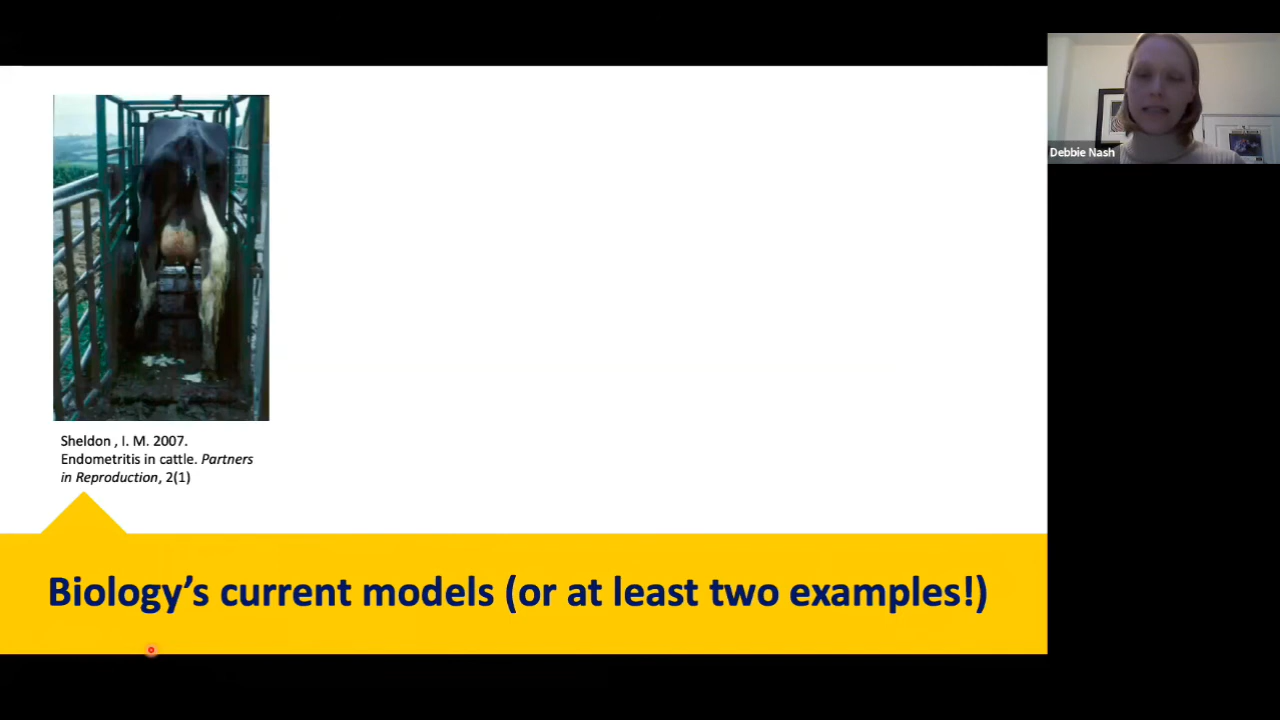 Debbie Nash
Sheldon , I. M. 2007.
Endometritis in cattle. Partners
in Reproduction, 2(1)
Biology's current models (or at least two examples!)